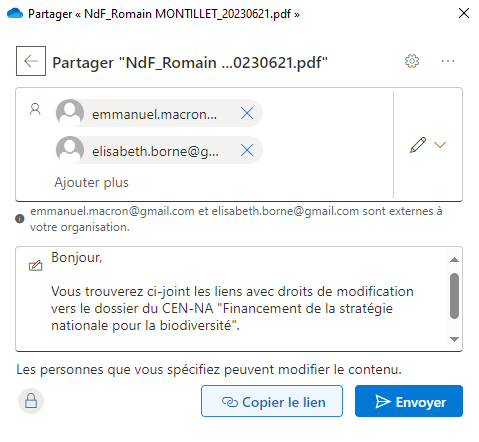 Partager « NdF_Romain MONTILLET_20230621.pdf »
Partager "NdF_Romain ...0230621.pdf"
emmanuel.macron...
elisabeth.borne@g...
Ajouter plus
emmanuel.macron@gmail.com et elisabeth.borne@gmail.com sont externes à
votre organisation.
Bonjour,
Vous trouverez ci-joint les liens avec droits de modification
vers le dossier du CEN-NA "Financement de la stratégie
nationale pour la biodiversité".
Les personnes que vous spécifiez peuvent modifier le contenu.
Copier le lien
Envoyer